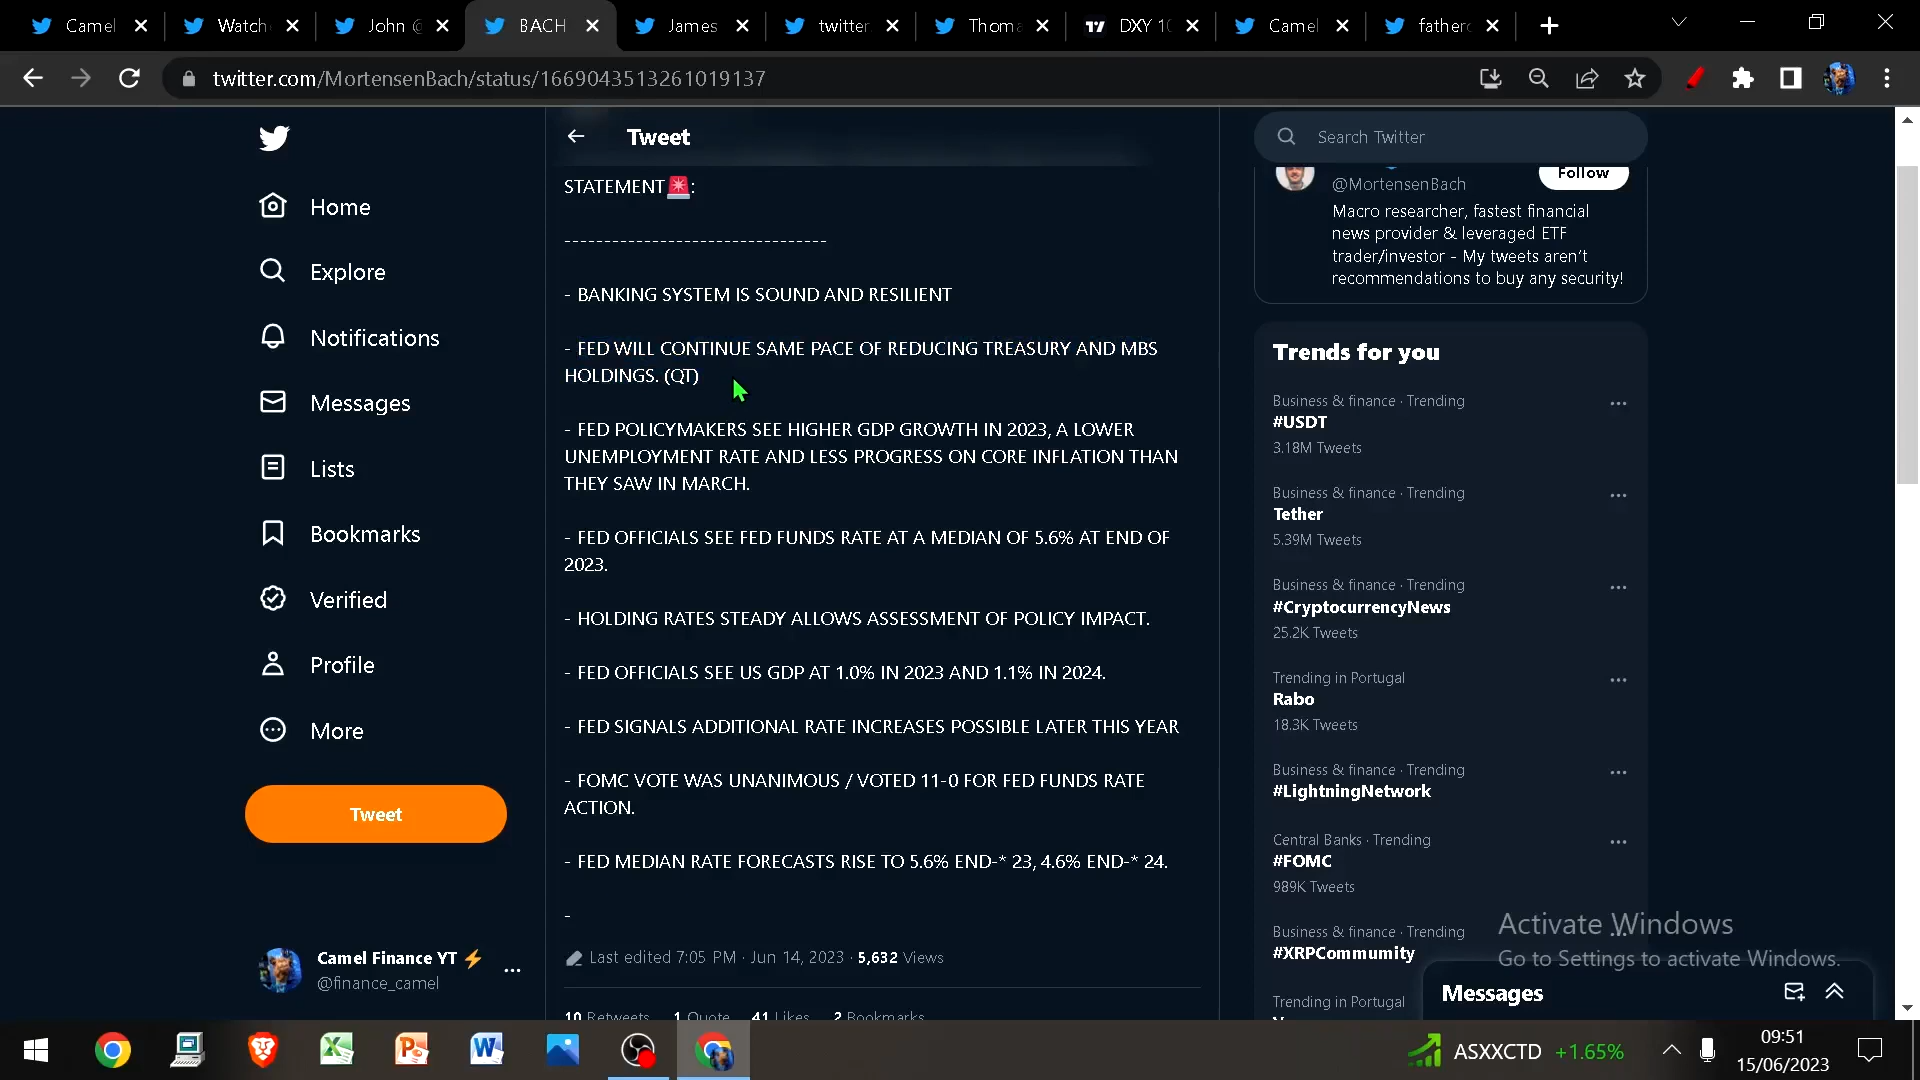 Camel
Watch
John @
BACH
James
twitter
Thoma
DXY 10
Camel
father
twitter.com/MortensenBach/status/1669043513261019137
Home
Explore
Notifications
Messages
Lists
Bookmarks
Verified
Profile
More
Tweet
Camel Finance YT ⚡
@finance_camel
Tweet
STATEMENT🚨:
---------------------------------
- BANKING SYSTEM IS SOUND AND RESILIENT
- FED WILL CONTINUE SAME PACE OF REDUCING TREASURY AND MBS
HOLDINGS. (QT)
- FED POLICYMAKERS SEE HIGHER GDP GROWTH IN 2023, A LOWER
UNEMPLOYMENT RATE AND LESS PROGRESS ON CORE INFLATION THAN
THEY SAW IN MARCH.
- FED OFFICIALS SEE FED FUNDS RATE AT A MEDIAN OF 5.6% AT END OF
2023.
- HOLDING RATES STEADY ALLOWS ASSESSMENT OF POLICY IMPACT.
- FED OFFICIALS SEE US GDP AT 1.0% IN 2023 AND 1.1% IN 2024.
- FED SIGNALS ADDITIONAL RATE INCREASES POSSIBLE LATER THIS YEAR
- FOMC VOTE WAS UNANIMOUS / VOTED 11-0 FOR FED FUNDS RATE
ACTION.
- FED MEDIAN RATE FORECASTS RISE TO 5.6% END-* 23, 4.6% END-* 24.
-
Last edited 7:05 PM · Jun 14, 2023 · 5,632 Views
10 Retweets 1 Quote 41 Likes 2 Bookmarks
Search Twitter
@MortensenBach
Follow
Macro researcher, fastest financial
news provider & leveraged ETF
trader/investor - My tweets aren't
recommendations to buy any security!
Trends for you
Business & finance · Trending
#USDT
3.18M Tweets
Business & finance · Trending
Tether
5.39M Tweets
Business & finance · Trending
#CryptocurrencyNews
25.2K Tweets
Trending in Portugal
Rabo
18.3K Tweets
Business & finance · Trending
#LightningNetwork
Central Banks · Trending
#FOMC
989K Tweets
Business & finance · Trending
#XRPCommunity
Trending in Portugal
Activate Windows
Go to Settings to activate Windows.
Messages
ASXXCTD +1.65%
09:51
15/06/2023